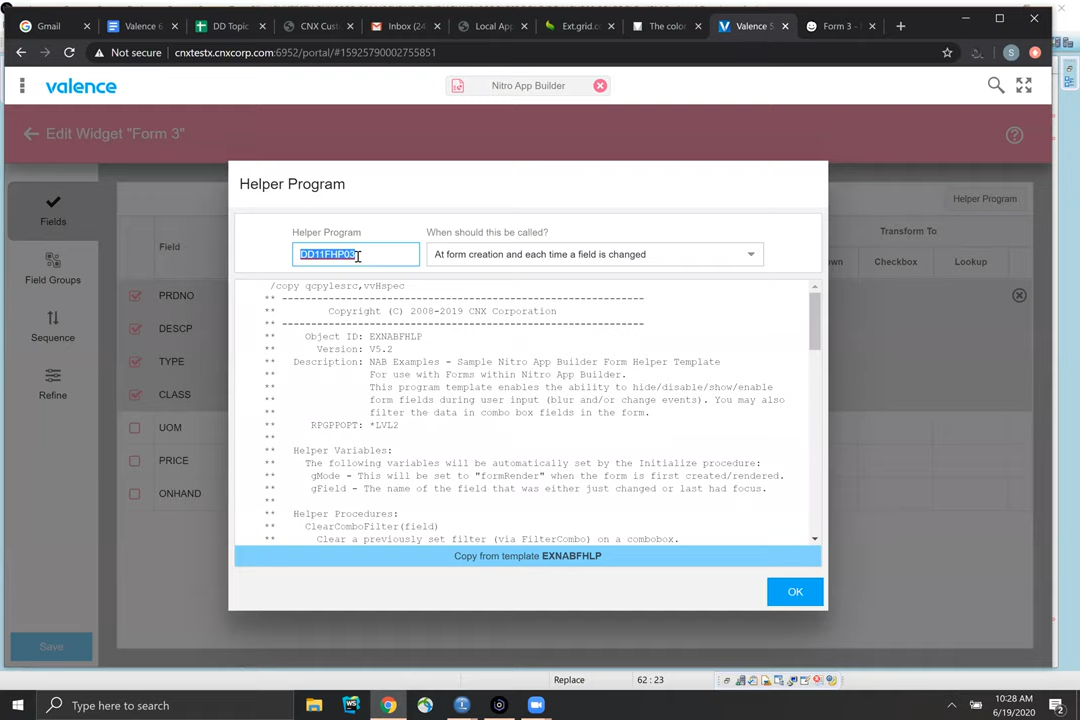 Gmail
Valence 6
DD Topic
CNX Cust
Inbox (24
Local App
Ext.grid.c
The color
Valence 5
Form 3 -
Not secure
cnxtestx.cnxcorp.com:6952/portal/#15925790002755851
S
valence
Nitro App Builder
Edit Widget "Form 3"
Helper Program
Fields
Field
Helper Program
When should this be called?
Helper Program
DD11FHP03
At form creation and each time a field is changed
Transform To
Checkbox
Lookup
Field Groups
Sequence
Refine
PRDNO
DESCP
TYPE
CLASS
UOM
PRICE
ONHAND
/copy qcpylesrc,vvHspec
** -------------------------------------------------------------
** Copyright (C) 2008-2019 CNX Corporation
** -------------------------------------------------------------
** Object ID: EXNABFHLP
** Version: V5.2
** Description: NAB Examples - Sample Nitro App Builder Form Helper Template
** For use with Forms within Nitro App Builder.
** This program template enables the ability to hide/disable/show/enable
** form fields during user input (blur and/or change events). You may also
** filter the data in combo box fields in the form.
** RPGPPOPT: *LVL2
**
** Helper Variables:
** The following variables will be automatically set by the Initialize procedure:
** gMode - This will be set to "formRender" when the form is first created/rendered.
** gField - The name of the field that was either just changed or last had focus.
**
** Helper Procedures:
** ClearComboFilter(field)
** Clear a previously set filter (via FilterCombo) on a combobox.
Copy from template EXNABFHLP
OK
Save
Replace
62 : 23
Type here to search
WS
10:28 AM
6/19/2020
2